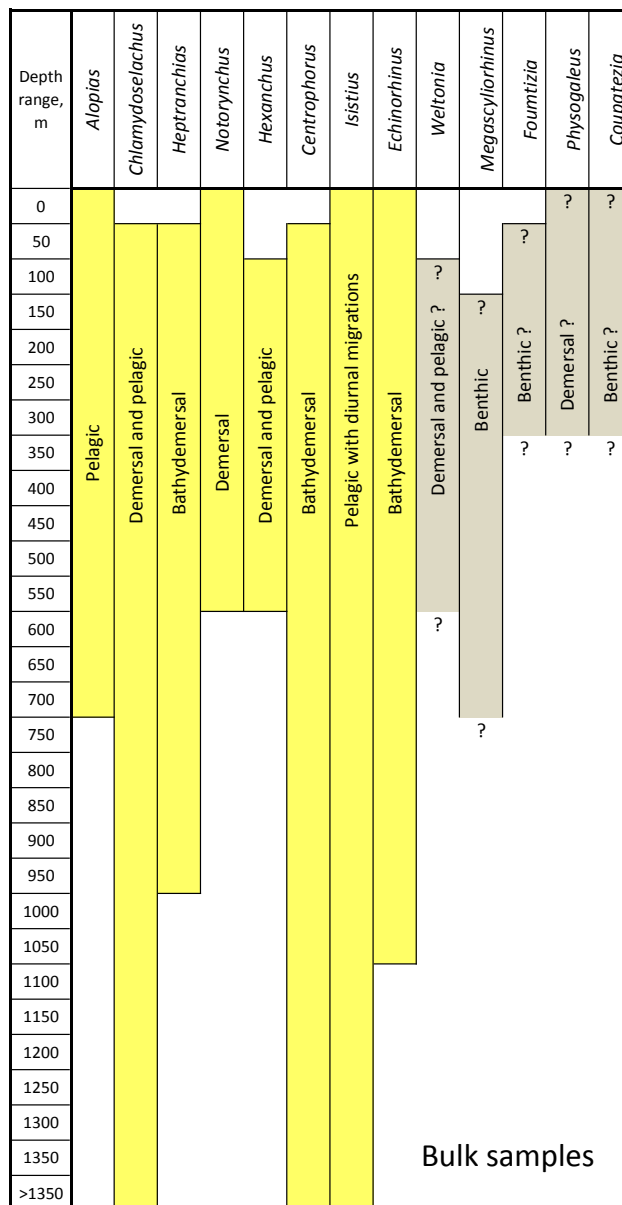 Depth
range,
m
Alopias
Chlamydoselachus
Heptranchias
Notorynchus
Hexanchus
Centrophorus
Isistius
Echinorhinus
Weltonia
Megascyliorhinus
Foumtizia
Physogaleus
Coupatezia
0
50
100
150
200
250
300
350
400
450
500
550
600
650
700
750
800
850
900
950
1000
1050
1100
1150
1200
1250
1300
1350
>1350
Pelagic
Demersal and pelagic
Bathydemersal
Demersal
Demersal and pelagic
Bathydemersal
Pelagic with diurnal migrations
Bathydemersal
?
Demersal and pelagic ?
?
?
Benthic
?
?
Benthic ?
?
?
Demersal ?
?
?
Benthic ?
?
Bulk samples